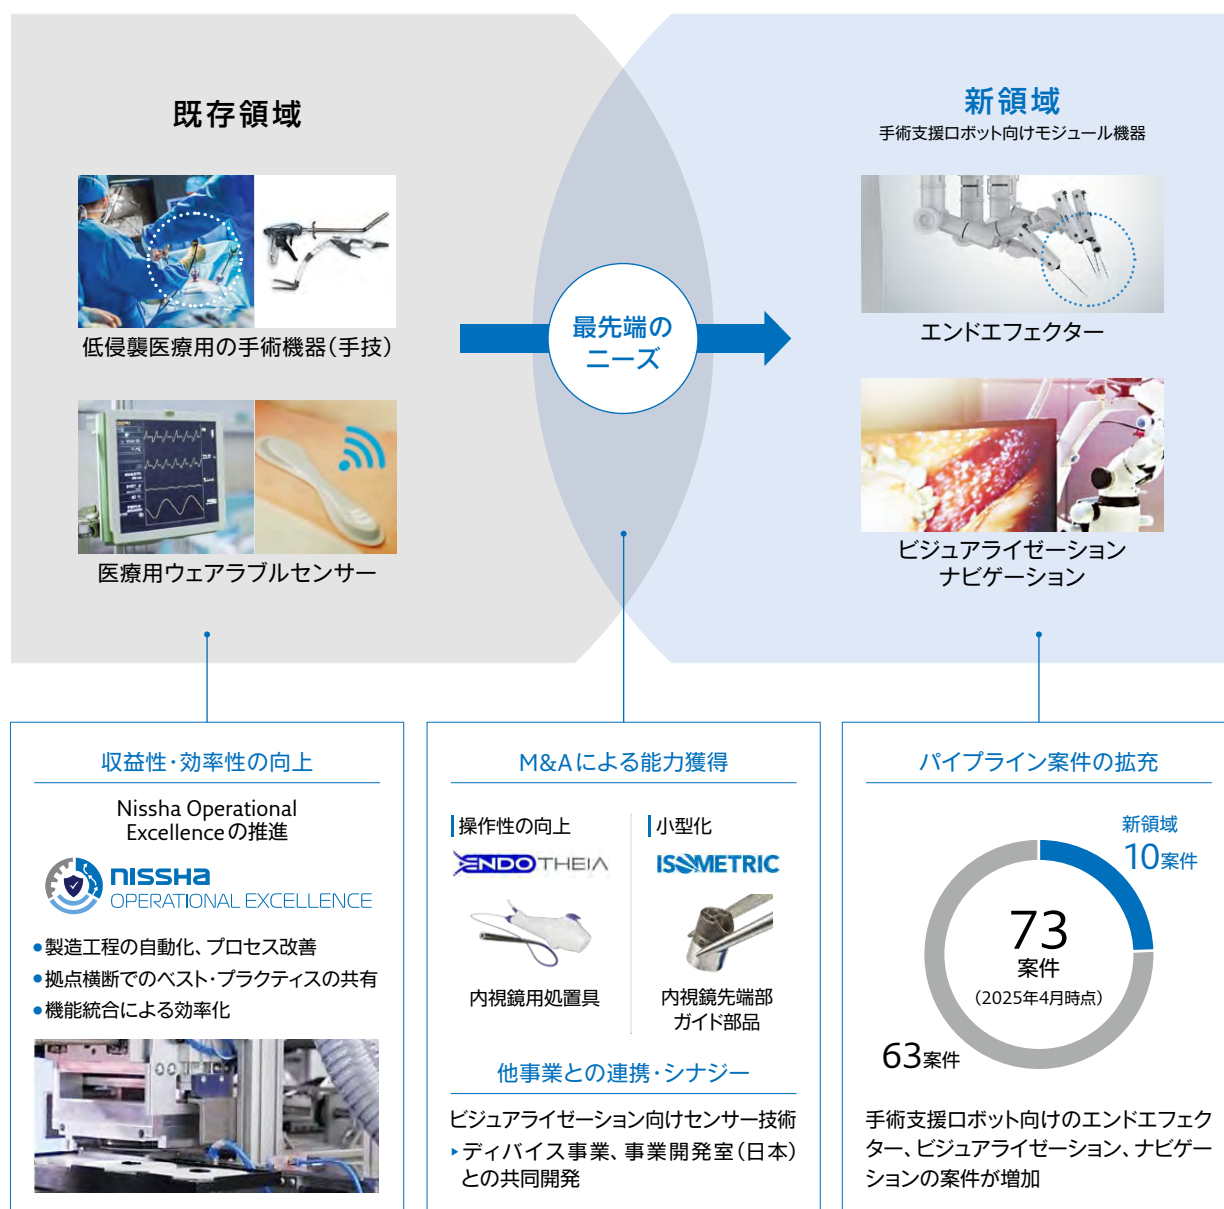 既存領域
低侵襲医療用の手術機器（手技）
医療用ウェアラブルセンサー
最先端の
ニーズ
新領域
手術支援ロボット向けモジュール機器
エンドエフェクター
ビジュアライゼーション
ナビゲーション
収益性・効率性の向上
Nissha Operational
Excellenceの推進
NISSHA
OPERATIONAL EXCELLENCE
●製造工程の自動化、プロセス改善
●拠点横断でのベスト・プラクティスの共有
●機能統合による効率化
M&Aによる能力獲得
操作性の向上
ENDOTHEIA
内視鏡用処置具
小型化
ISOMETRIC
内視鏡先端部
ガイド部品
他事業との連携・シナジー
ビジュアライゼーション向けセンサー技術
▸ディバイス事業、事業開発室（日本）
との共同開発
パイプライン案件の拡充
新領域
10案件
73
案件
（2025年4月時点）
63案件
手術支援ロボット向けのエンドエフェク
ター、ビジュアライゼーション、ナビゲー
ションの案件が増加